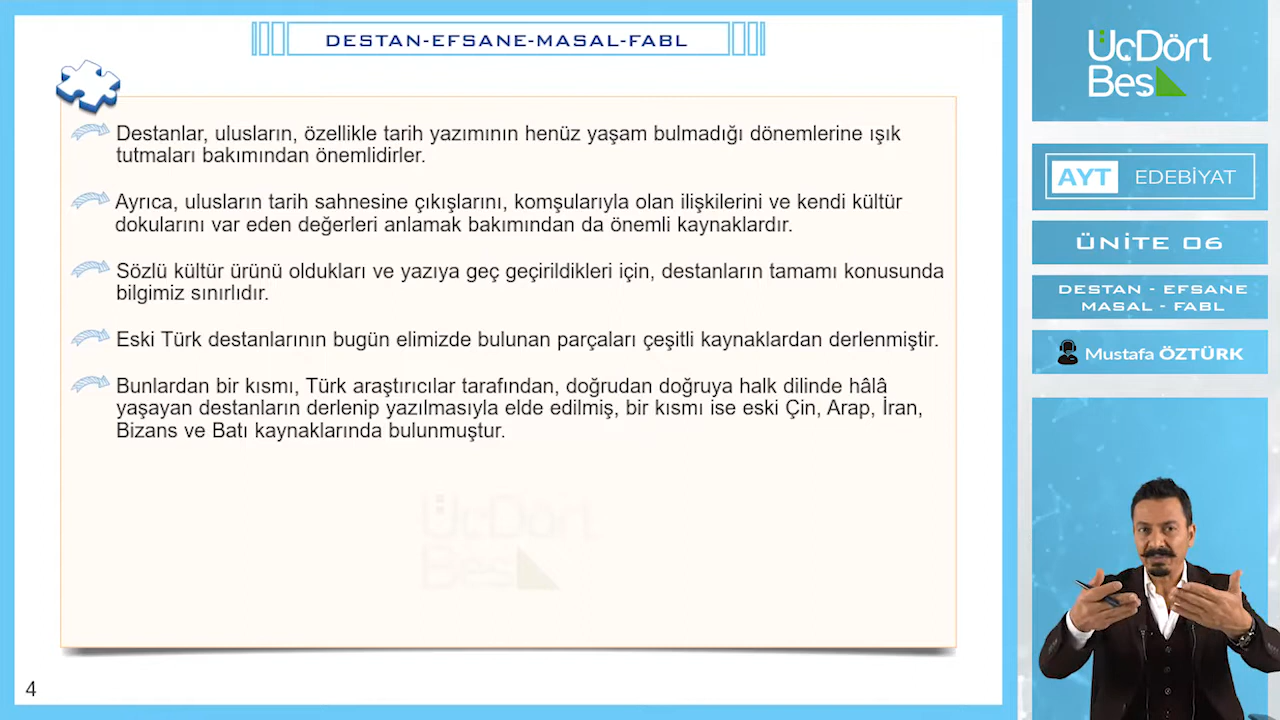 DESTAN-EFSANE-MASAL-FABL
Destanlar, ulusların, özellikle tarih yazımının henüz yaşam bulmadığı dönemlerine ışık
tutmaları bakımından önemlidirler.
Ayrıca, ulusların tarih sahnesine çıkışlarını, komşularıyla olan ilişkilerini ve kendi kültür
dokularını var eden değerleri anlamak bakımından da önemli kaynaklardır.
Sözlü kültür ürünü oldukları ve yazıya geç geçirildikleri için, destanların tamamı konusunda
bilgimiz sınırlıdır.
Eski Türk destanlarının bugün elimizde bulunan parçaları çeşitli kaynaklardan derlenmiştir.
Bunlardan bir kısmı, Türk araştırıcılar tarafından, doğrudan doğruya halk dilinde hâlâ
yaşayan destanların derlenip yazılmasıyla elde edilmiş, bir kısmı ise eski Çin, Arap, İran,
Bizans ve Batı kaynaklarında bulunmuştur.
ÜçDört
Beş
4
ÜçDört
Beş
AYT EDEBİYAT
ÜNİTE 06
DESTAN - EFSANE
MASAL - FABL
Mustafa ÖZTÜRK